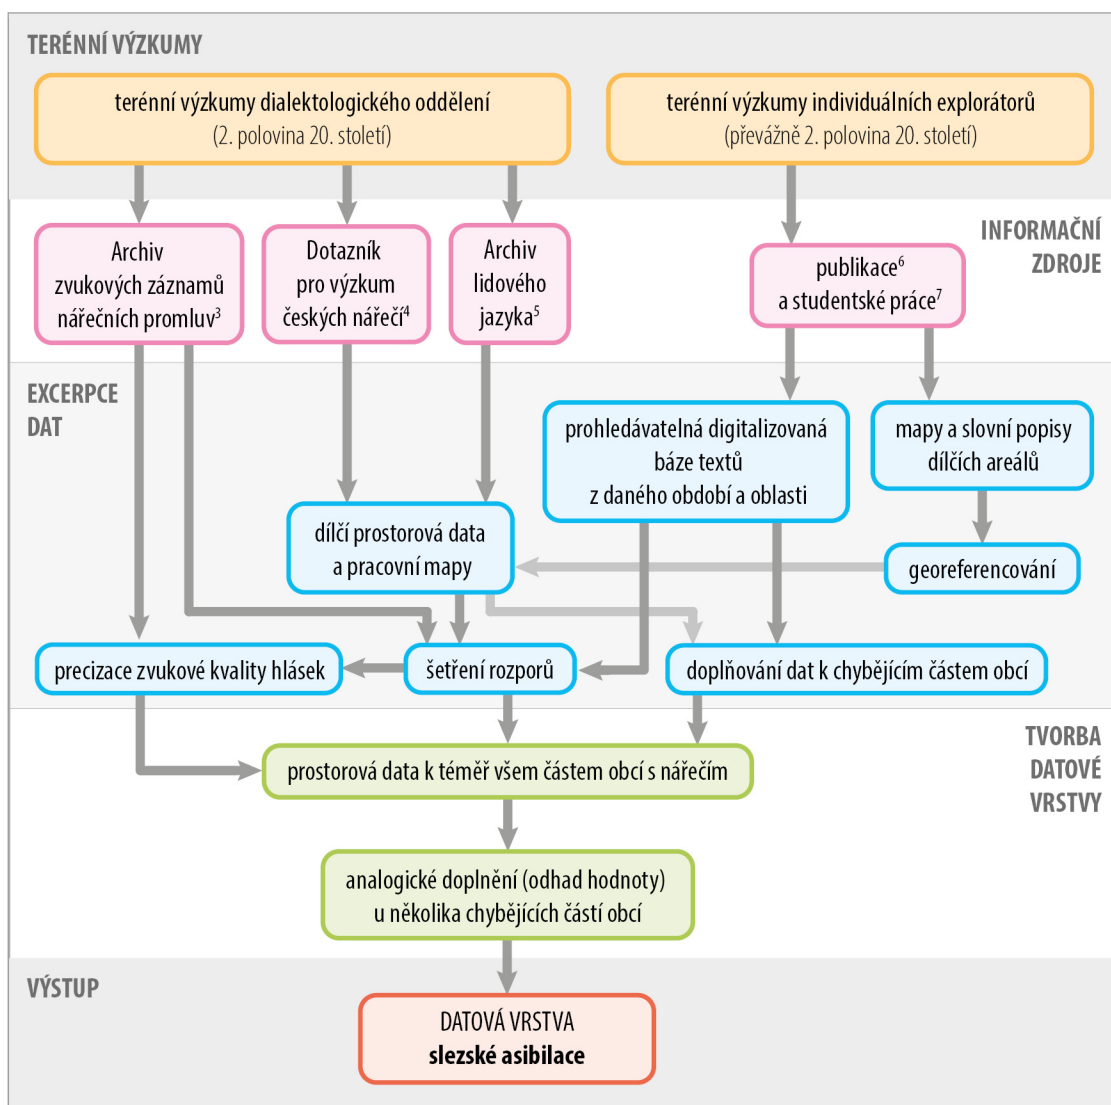 TERÉNNÍ VÝZKUMY
terénní výzkumy dialektologického oddělení
(2. polovina 20. století)
terénní výzkumy individuálních explorátorů
(převážně 2. polovina 20. století)
INFORMAČNÍ
ZDROJE
Archiv
zvukových záznamů
nářečních promluv³
Dotazník
pro výzkum
českých nářečí⁴
Archiv
lidového
jazyka⁵
publikace⁶
a studentské práce⁷
EXCERPCE
DAT
prohledávatelná digitalizovaná
báze textů
z daného období a oblasti
mapy a slovní popisy
dílčích areálů
dílčí prostorová data
a pracovní mapy
georeferencování
precizace zvukové kvality hlásek
šetření rozporů
doplňování dat k chybějícím částem obcí
TVORBA
DATOVÉ
VRSTVY
prostorová data k téměř všem částem obcí s nářečím
analogické doplnění (odhad hodnoty)
u několika chybějících částí obcí
VÝSTUP
DATOVÁ VRSTVA
slezské asibilace